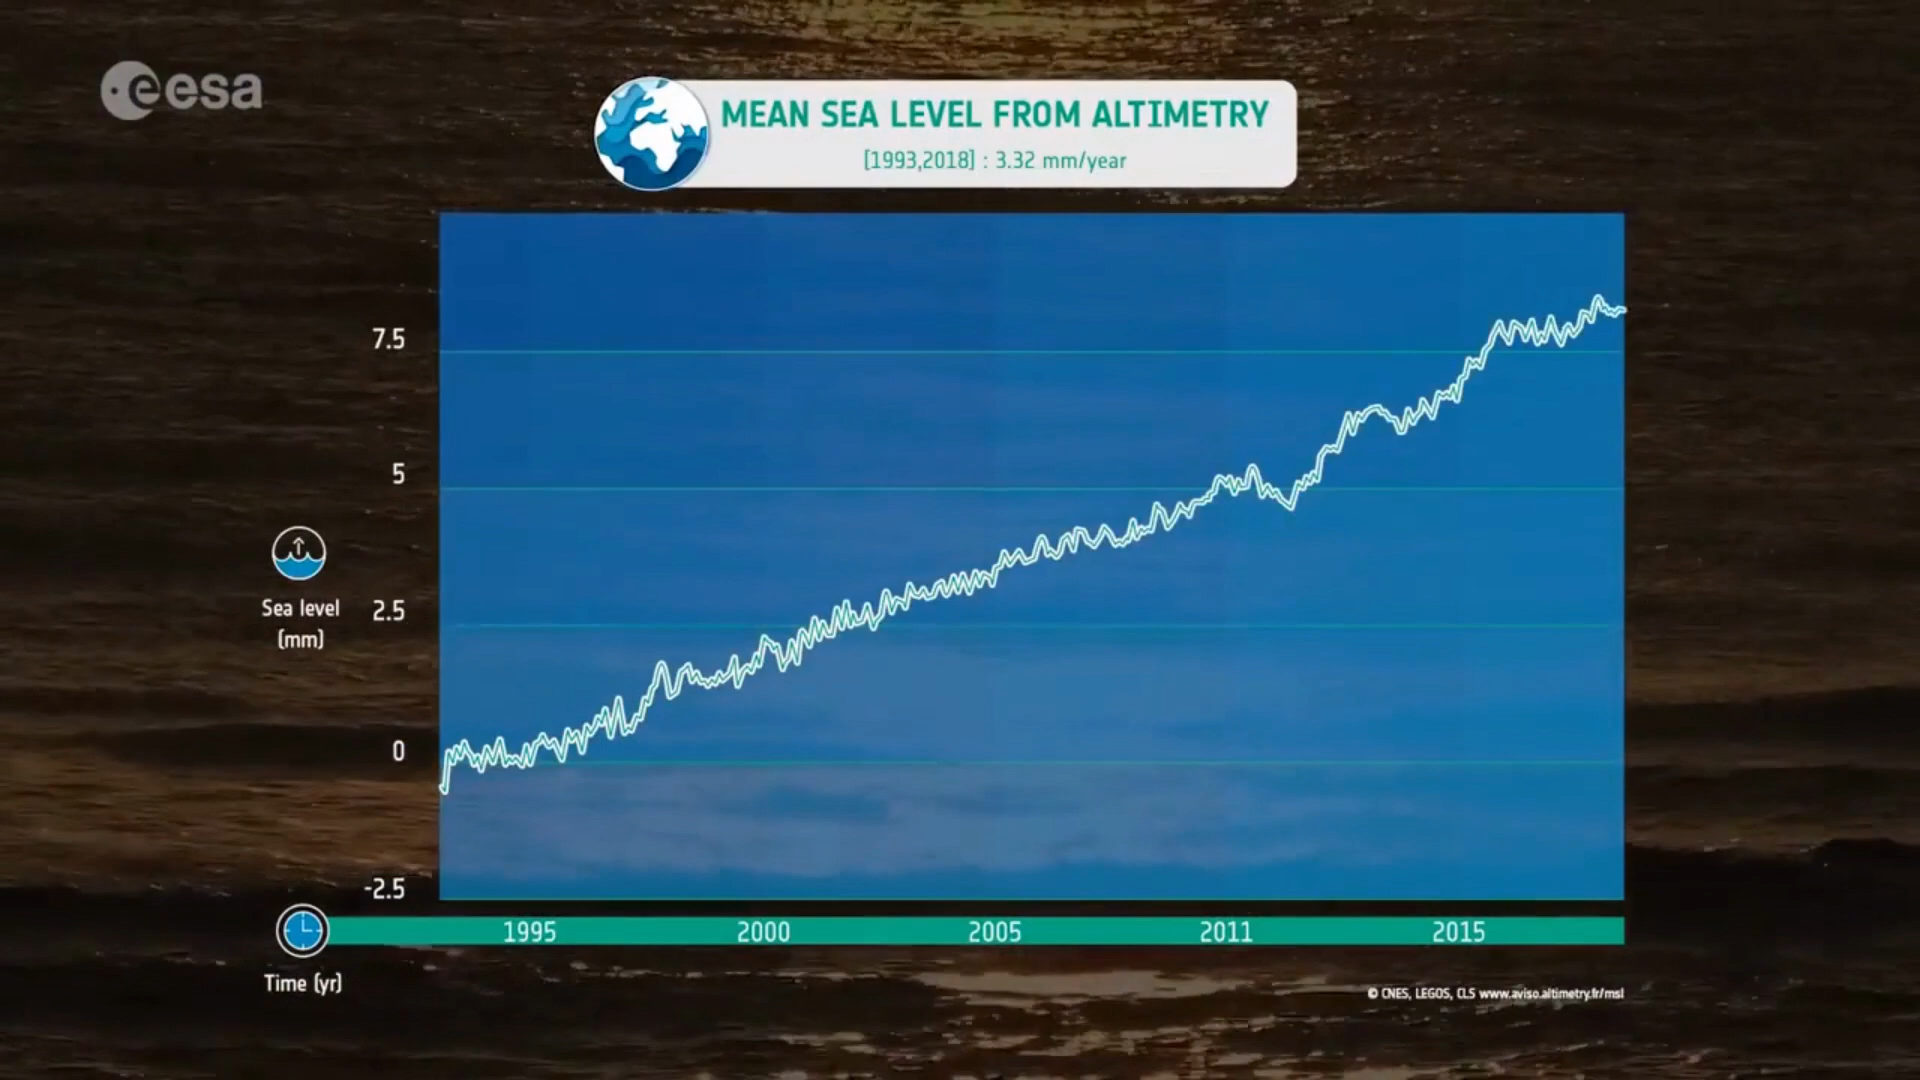 esa
MEAN SEA LEVEL FROM ALTIMETRY
[1993,2018] : 3.32 mm/year
7.5
5
2.5
0
-2.5
Sea level
(mm)
1995
2000
2005
2011
2015
Time (yr)
© CNES, LEGOS, CLS www.aviso.altimetry.fr/msl